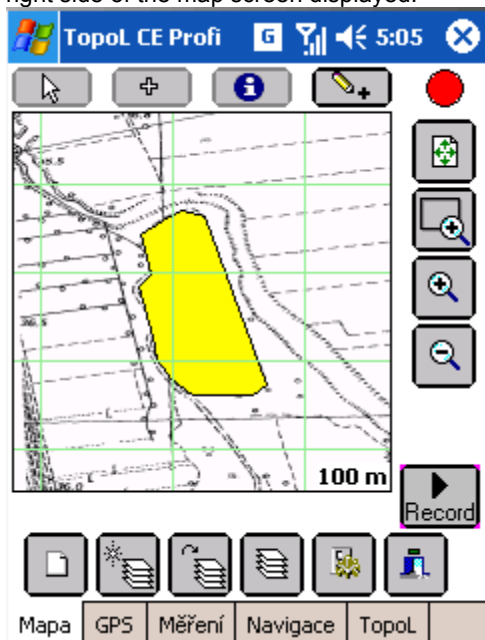 right side of the map screen displayed.
TopoL CE Profi G 5:05
100 m
Record
Mapa GPS Měření Navigace TopoL